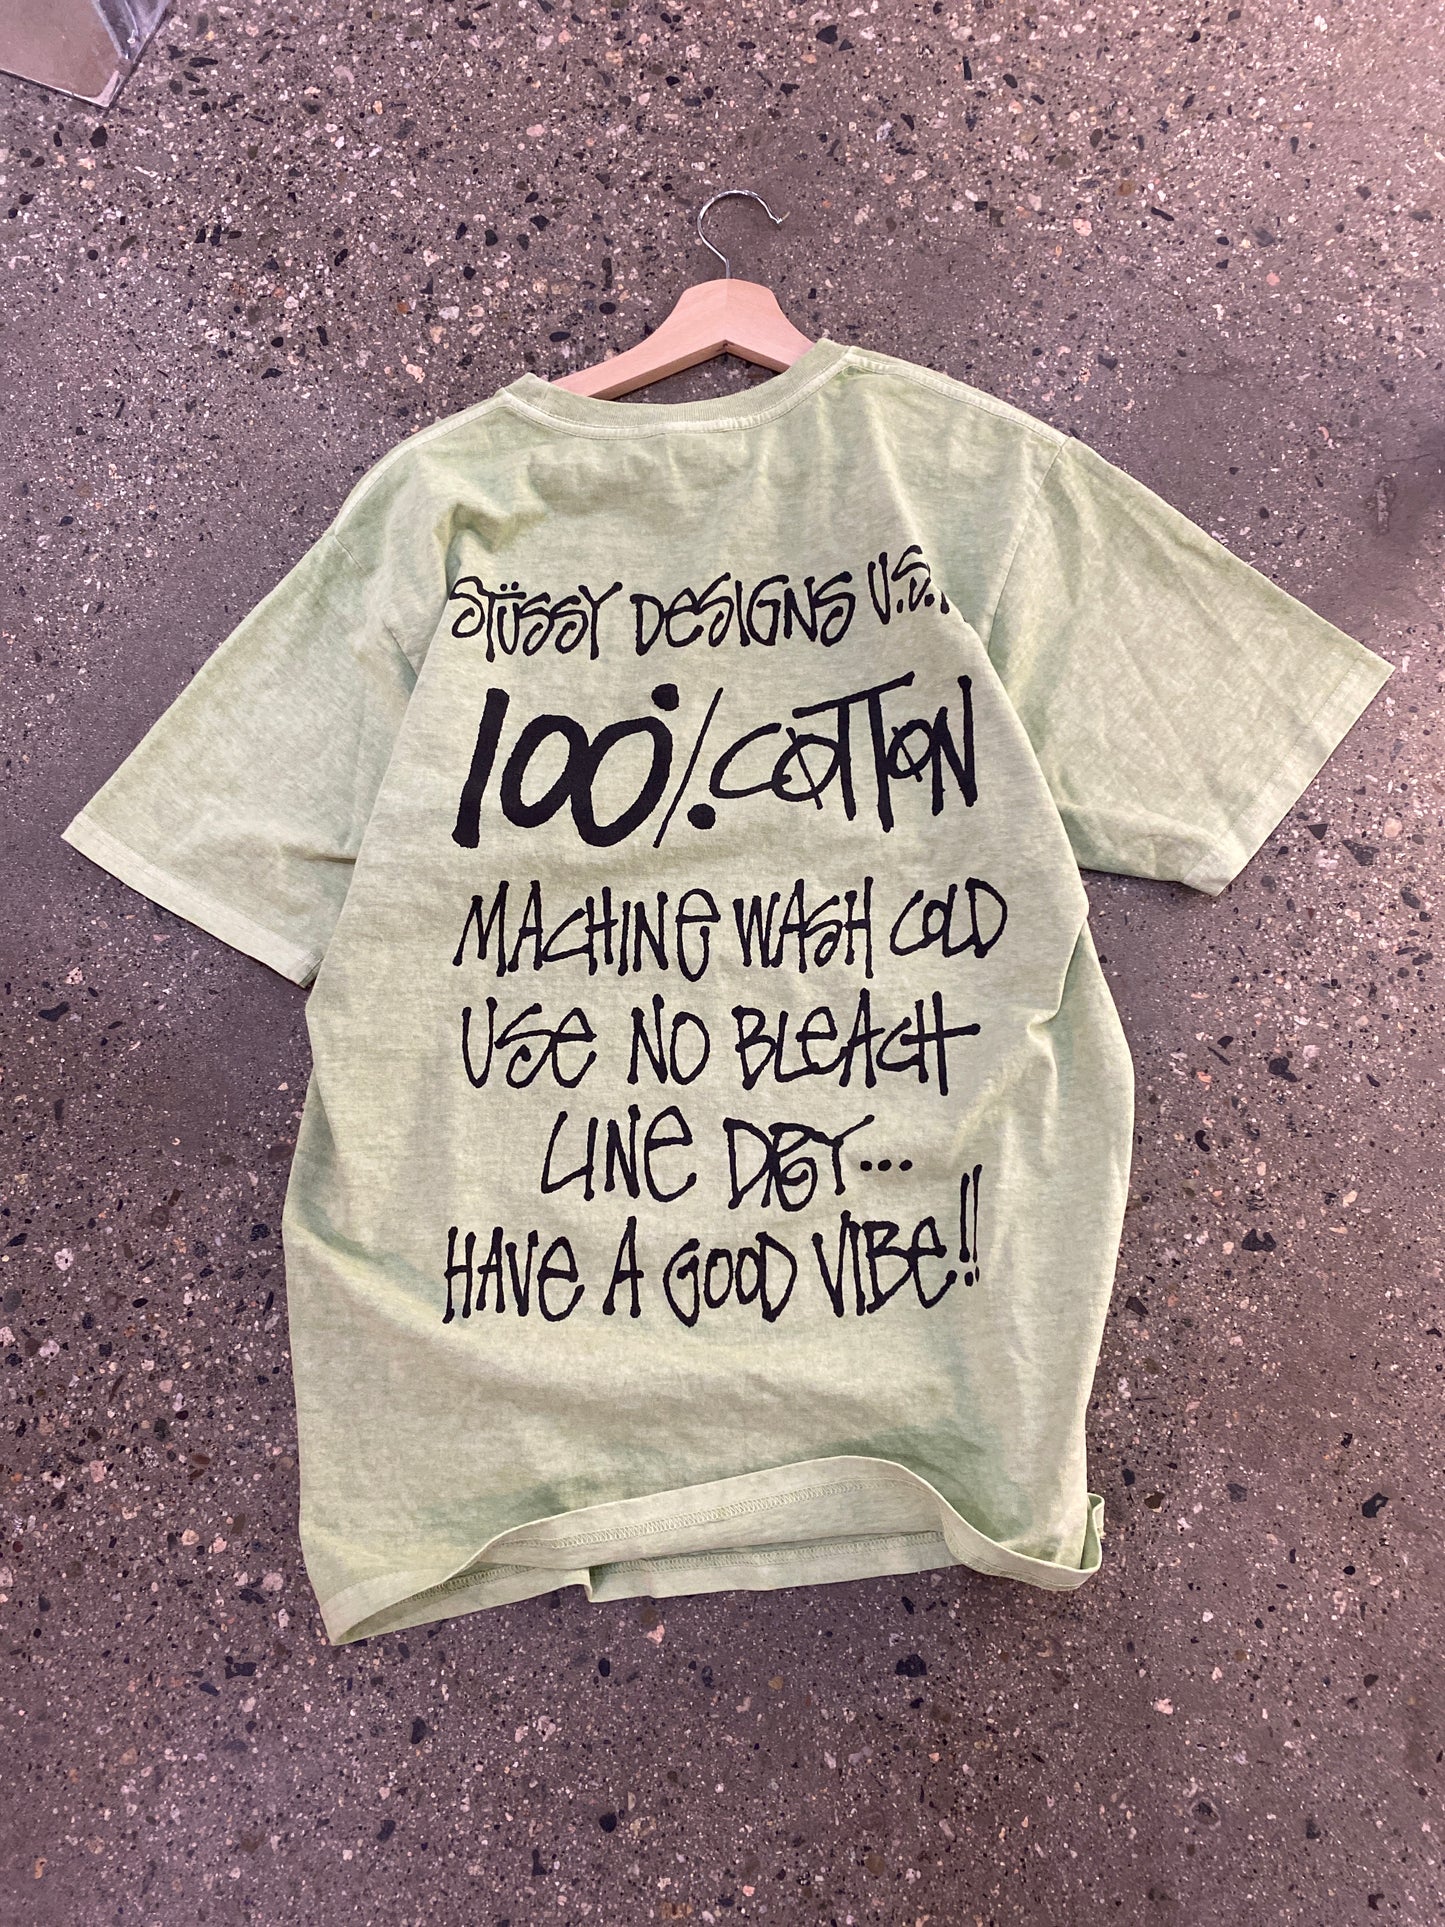 STÜSSY DESIGNS U.S.
100% COTTON
MACHINE WASH COLD
USE NO BLEACH
LINE DRY...
HAVE A GOOD VIBE!!